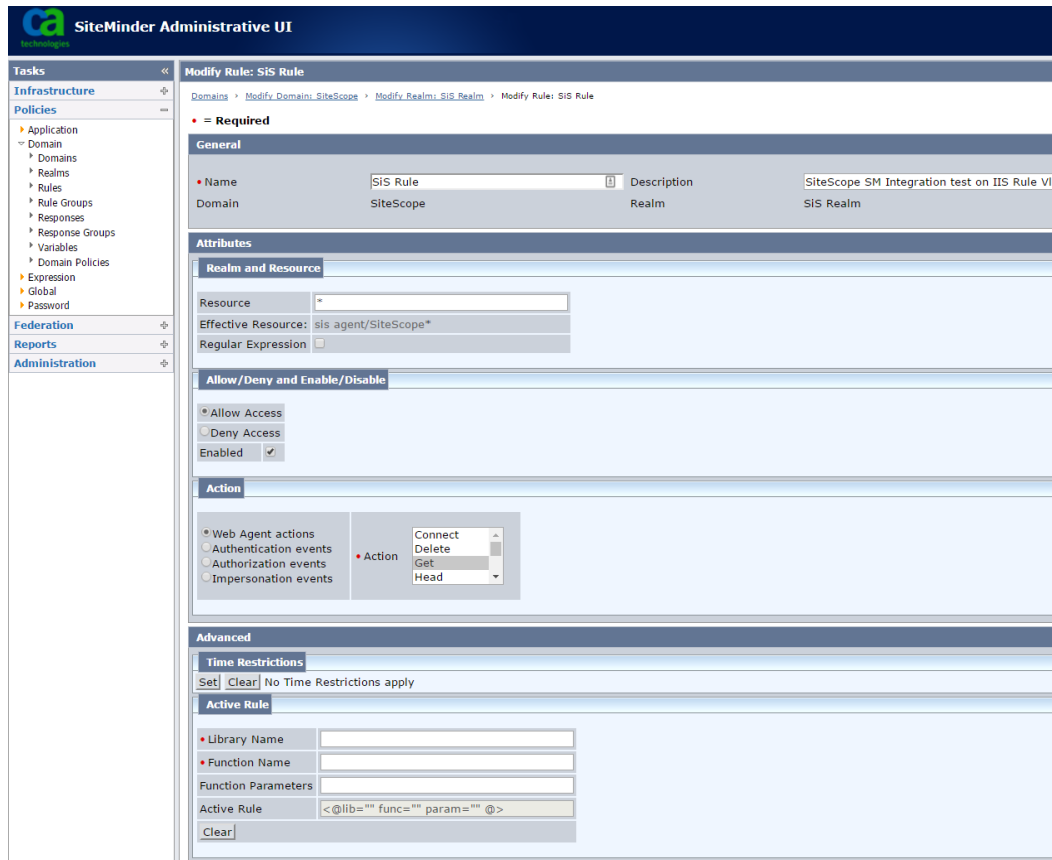 ca
technologies
SiteMinder Administrative UI
Tasks «
Infrastructure
Policies
Application
Domain
Domains
Realms
Rules
Rule Groups
Responses
Response Groups
Variables
Domain Policies
Expression
Global
Password
Federation
Reports
Administration
Modify Rule: SiS Rule
Domains › Modify Domain: SiteScope › Modify Realm: SiS Realm › Modify Rule: SiS Rule
• = Required
General
• Name SiS Rule Description SiteScope SM Integration test on IIS Rule
Domain SiteScope Realm SiS Realm
Attributes
Realm and Resource
Resource *
Effective Resource: sis agent/SiteScope*
Regular Expression
Allow/Deny and Enable/Disable
Allow Access
Deny Access
Enabled
Action
Web Agent actions
Authentication events
Authorization events
Impersonation events
• Action
Connect
Delete
Get
Head
Advanced
Time Restrictions
Set Clear No Time Restrictions apply
Active Rule
• Library Name
• Function Name
Function Parameters
Active Rule <@lib="" func="" param="" @>
Clear